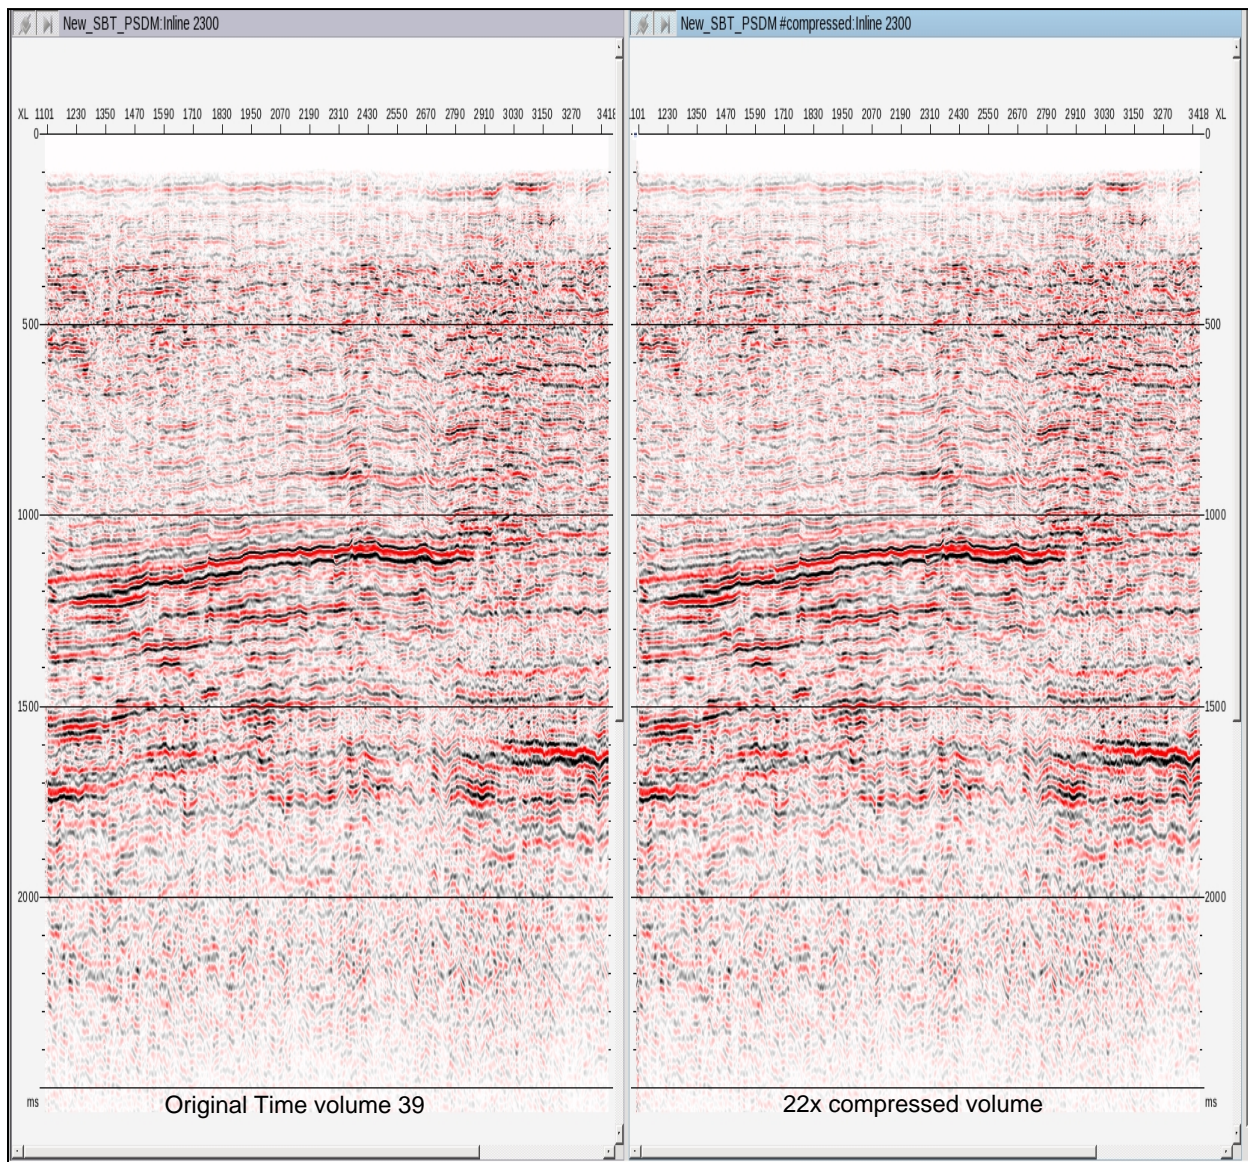 New_SBT_PSDM:Inline 2300
New_SBT_PSDM #compressed:Inline 2300
XL 1101 1230 1350 1470 1590 1710 1830 1950 2070 2190 2310 2430 2550 2670 2790 2910 3030 3150 3270 3418
1101 1230 1350 1470 1590 1710 1830 1950 2070 2190 2310 2430 2550 2670 2790 2910 3030 3150 3270 3418 XL
0 0
500 500
1000 1000
1500 1500
2000 2000
ms ms
Original Time volume 39
22x compressed volume